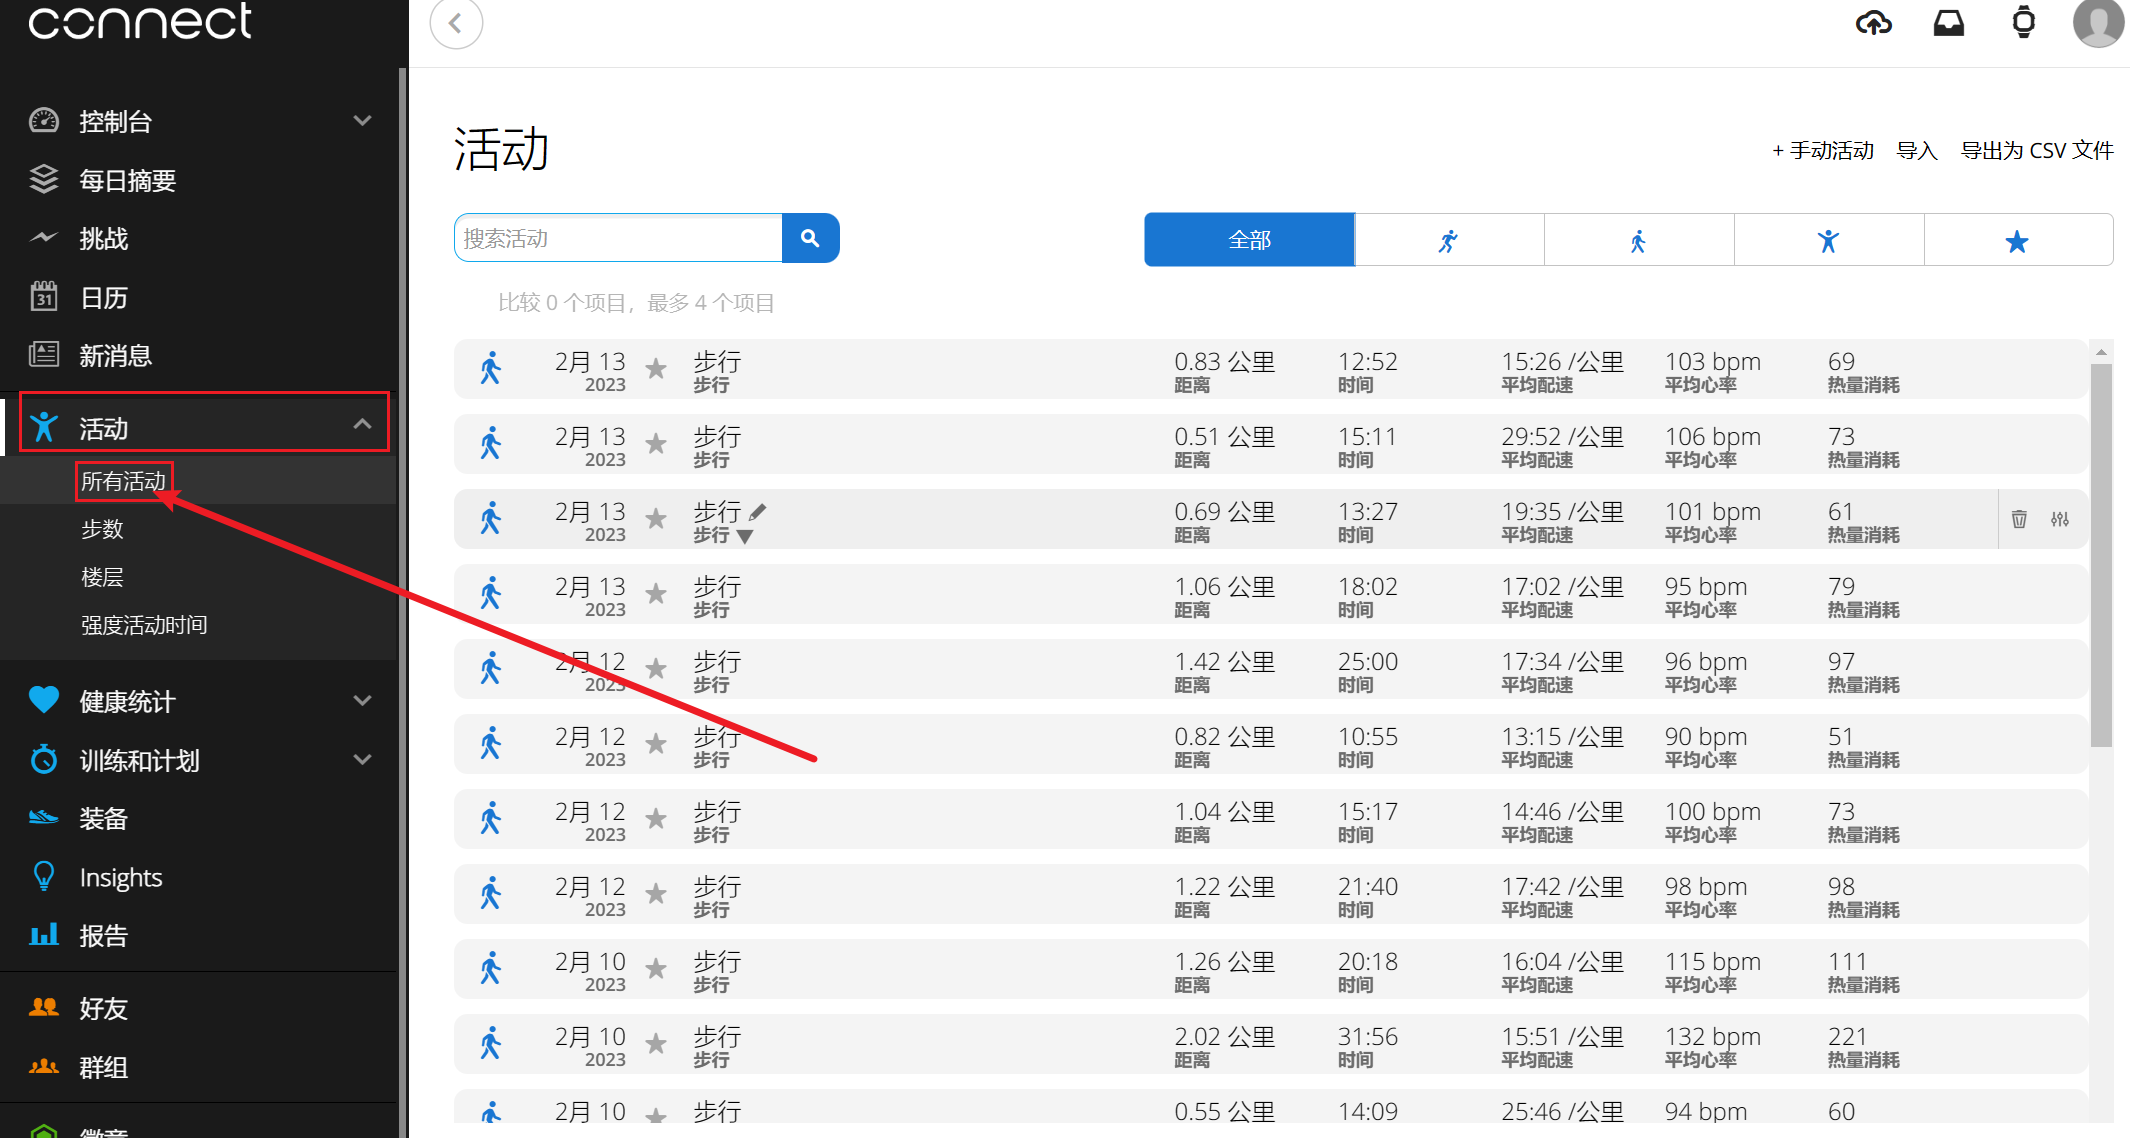 connect
控制台
每日摘要
挑战
31 日历
新消息
活动
所有活动
步数
楼层
强度活动时间
健康统计
训练和计划
装备
Insights
报告
好友
群组
徽章
活动
+ 手动活动 导入 导出为 CSV 文件
搜索活动
全部
比较 0 个项目，最多 4 个项目
2月 13 步行 0.83 公里 12:52 15:26 /公里 103 bpm 69
2023 步行 距离 时间 平均配速 平均心率 热量消耗
2月 13 步行 0.51 公里 15:11 29:52 /公里 106 bpm 73
2023 步行 距离 时间 平均配速 平均心率 热量消耗
2月 13 步行 0.69 公里 13:27 19:35 /公里 101 bpm 61
2023 步行 距离 时间 平均配速 平均心率 热量消耗
2月 13 步行 1.06 公里 18:02 17:02 /公里 95 bpm 79
2023 步行 距离 时间 平均配速 平均心率 热量消耗
2月 12 步行 1.42 公里 25:00 17:34 /公里 96 bpm 97
2023 步行 距离 时间 平均配速 平均心率 热量消耗
2月 12 步行 0.82 公里 10:55 13:15 /公里 90 bpm 51
2023 步行 距离 时间 平均配速 平均心率 热量消耗
2月 12 步行 1.04 公里 15:17 14:46 /公里 100 bpm 73
2023 步行 距离 时间 平均配速 平均心率 热量消耗
2月 12 步行 1.22 公里 21:40 17:42 /公里 98 bpm 98
2023 步行 距离 时间 平均配速 平均心率 热量消耗
2月 10 步行 1.26 公里 20:18 16:04 /公里 115 bpm 111
2023 步行 距离 时间 平均配速 平均心率 热量消耗
2月 10 步行 2.02 公里 31:56 15:51 /公里 132 bpm 221
2023 步行 距离 时间 平均配速 平均心率 热量消耗
2月 10 步行 0.55 公里 14:09 25:46 /公里 94 bpm 60